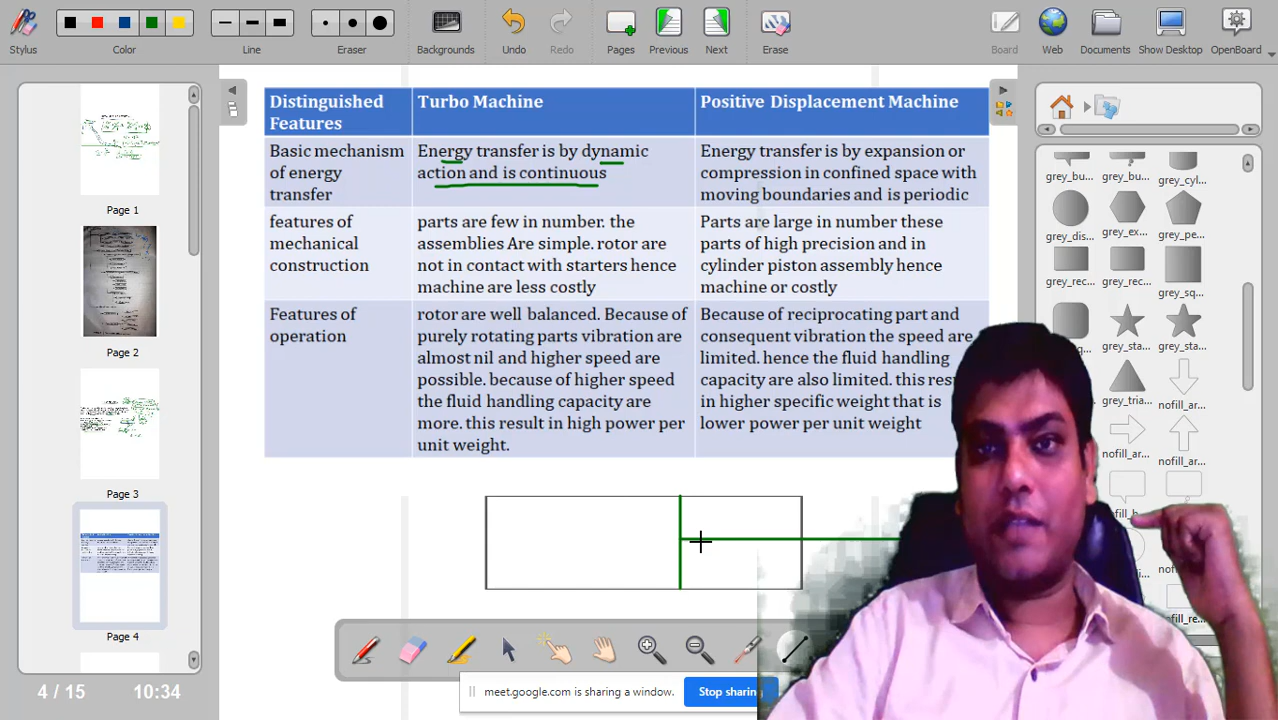 Stylus
Color
Line
Eraser
Backgrounds
Undo
Redo
Pages
Previous
Next
Erase
Board
Web
Documents
Show Desktop
OpenBoard
Page 1
Page 2
Page 3
Page 4
4 / 15
10:34
Distinguished Features
Turbo Machine
Positive Displacement Machine
Basic mechanism
of energy
transfer
Energy transfer is by dynamic
action and is continuous
Energy transfer is by expansion or
compression in confined space with
moving boundaries and is periodic
features of
mechanical
construction
parts are few in number. the
assemblies Are simple. rotor are
not in contact with starters hence
machine are less costly
Parts are large in number these
parts of high precision and in
cylinder piston assembly hence
machine or costly
Features of
operation
rotor are well balanced. Because of
purely rotating parts vibration are
almost nil and higher speed are
possible. because of higher speed
the fluid handling capacity are
more. this result in high power per
unit weight.
Because of reciprocating part and
consequent vibration the speed are
limited. hence the fluid handling
capacity are also limited. this res
in higher specific weight that is
lower power per unit weight
grey_bu...
grey_bu...
grey_cyl...
grey_dis...
grey_ex...
grey_pe...
grey_rec...
grey_rec...
grey_sq...
grey_sta...
grey_sta...
grey_tria...
nofill_ar...
nofill_ar...
nofill_ar...
meet.google.com is sharing a window.
Stop sharing